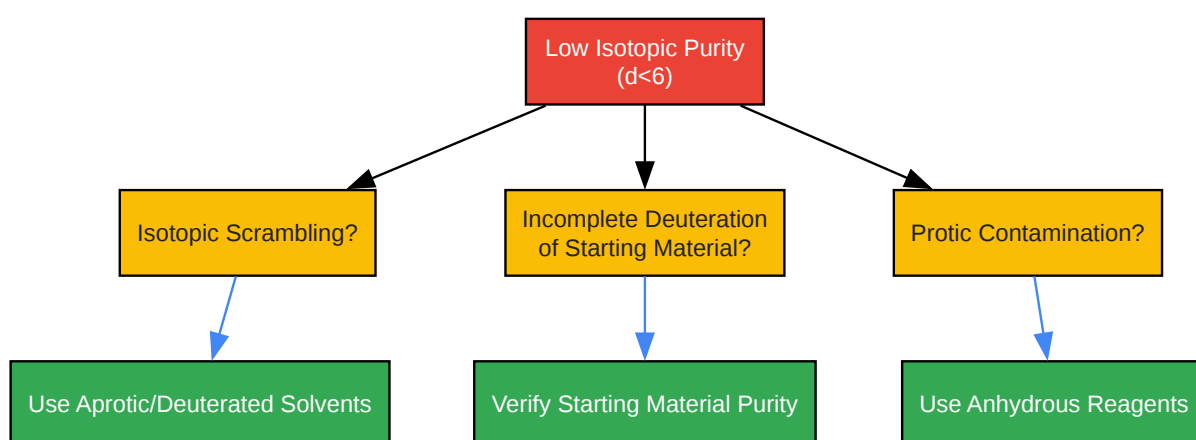 Low Isotopic Purity
(d<6)
Isotopic Scrambling?
Incomplete Deuteration
of Starting Material?
Protic Contamination?
Use Aprotic/Deuterated Solvents
Verify Starting Material Purity
Use Anhydrous Reagents